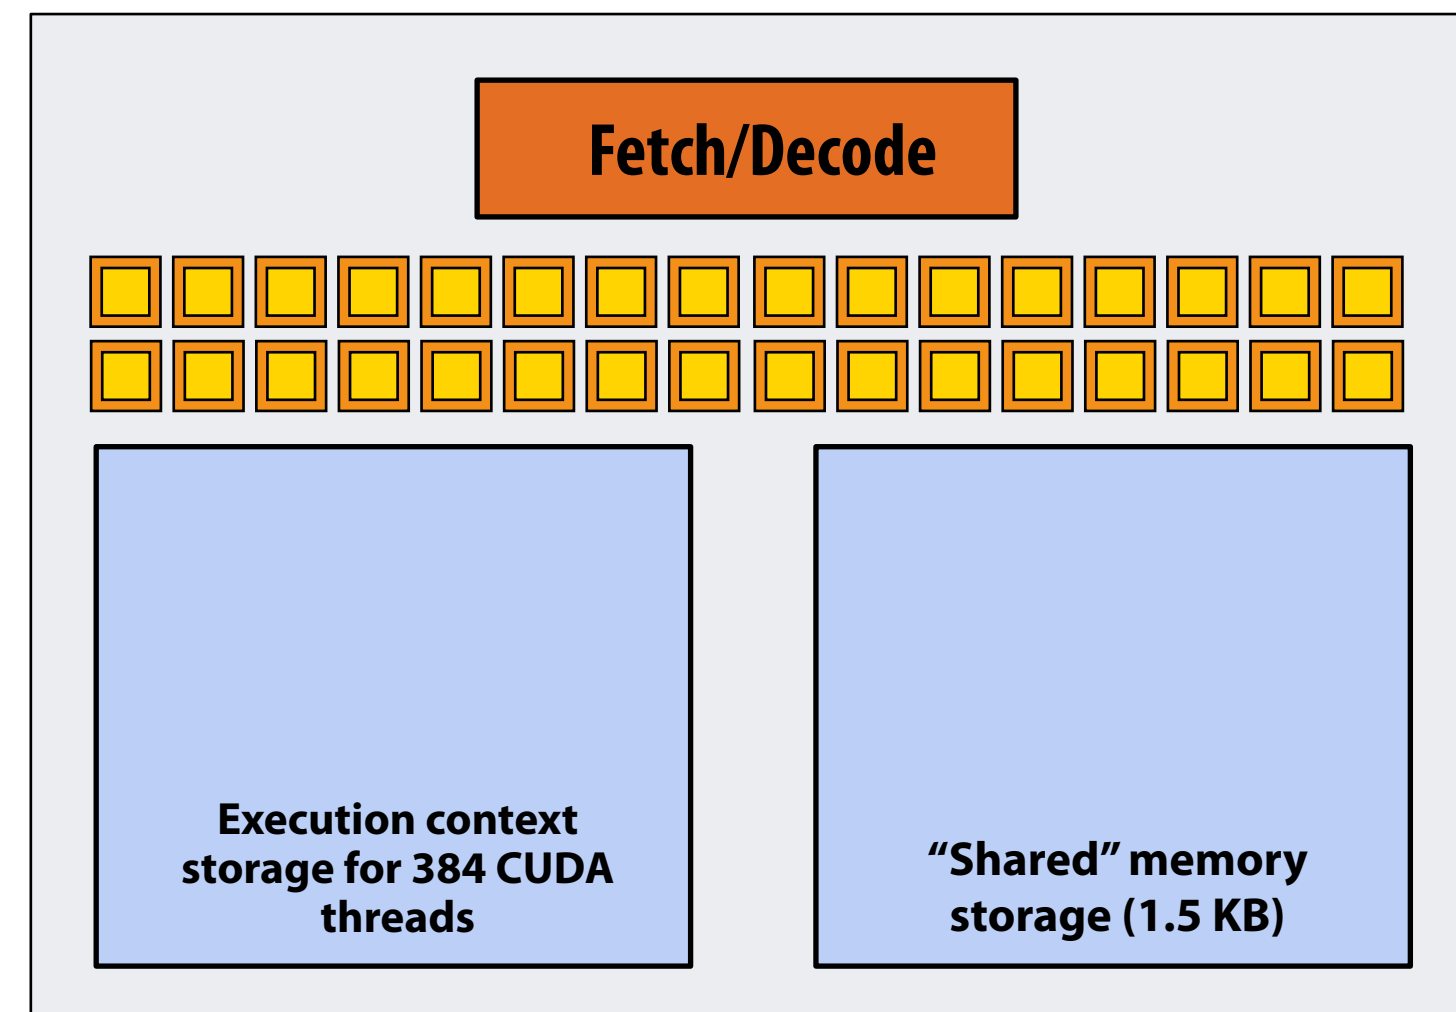 Fetch/Decode
Execution context
storage for 384 CUDA
threads
“Shared” memory
storage (1.5 KB)